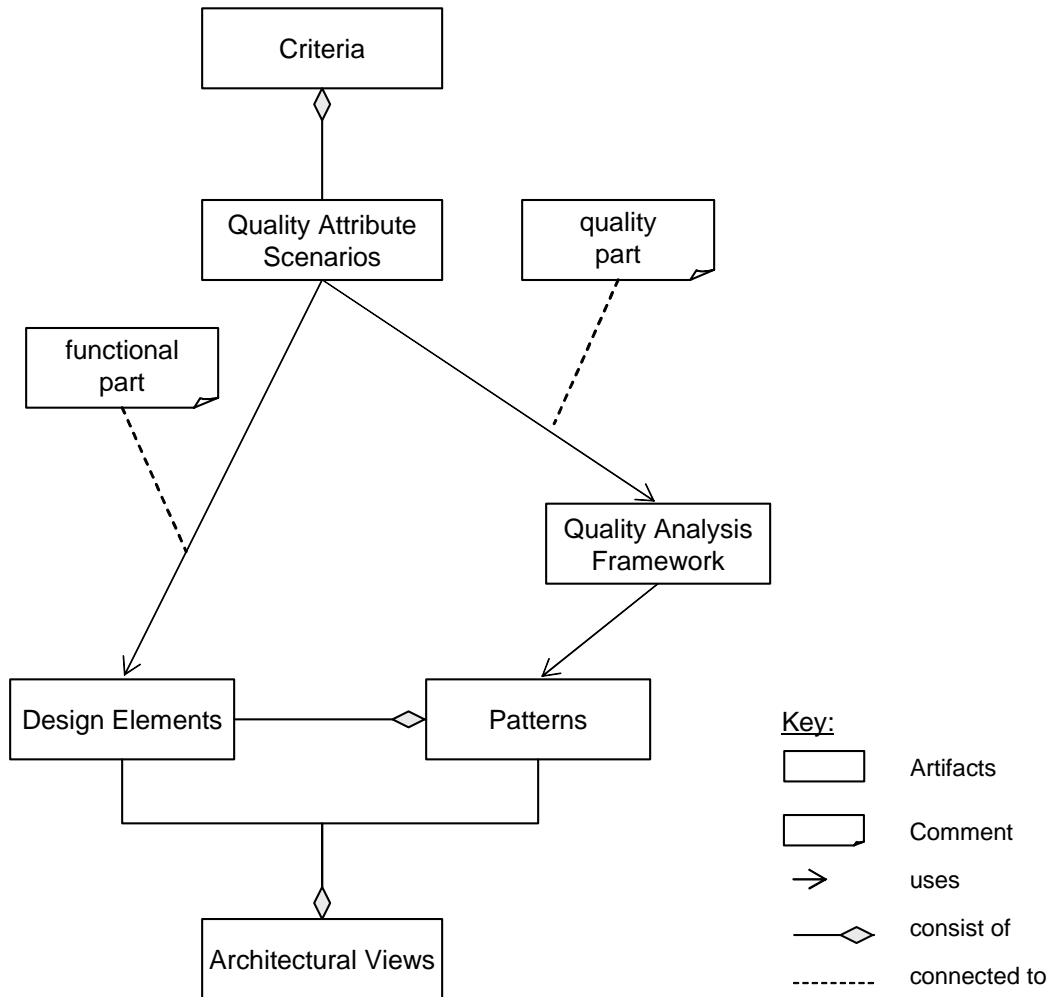 Criteria
Quality Attribute
Scenarios
quality
part
functional
part
Quality Analysis
Framework
Design Elements
Patterns
Architectural Views
Key:
Artifacts
Comment
uses
consist of
connected to